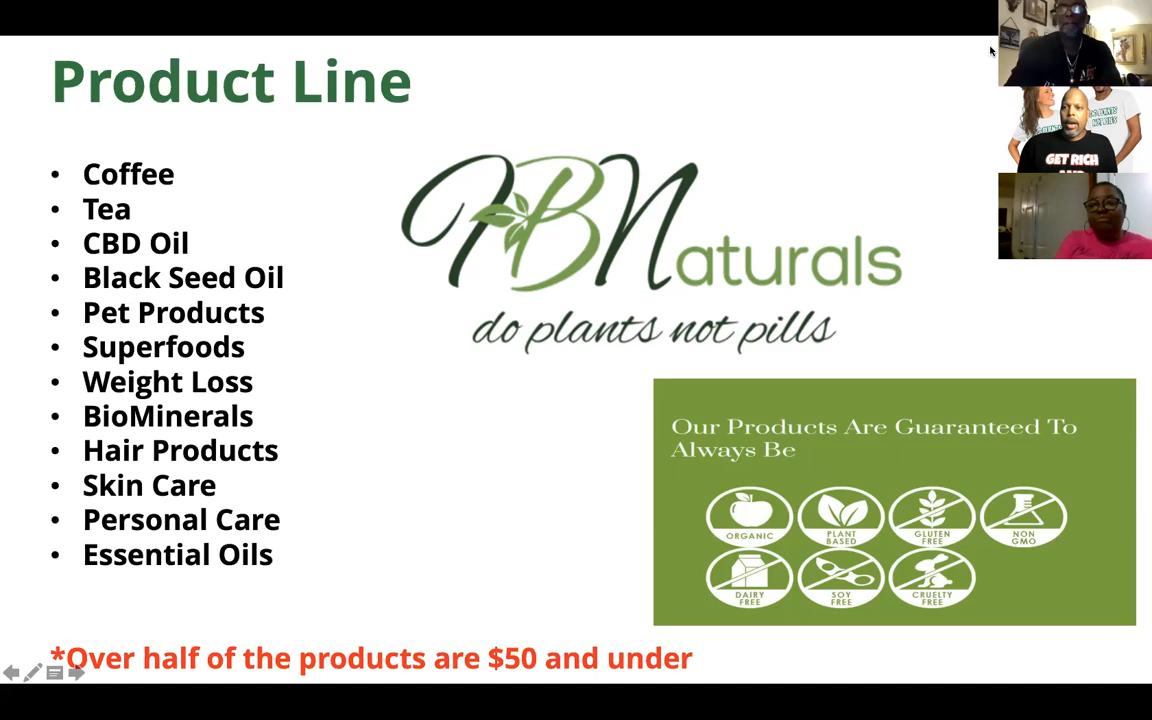 Product Line
• Coffee
• Tea
• CBD Oil
• Black Seed Oil
• Pet Products
• Superfoods
• Weight Loss
• BioMinerals
• Hair Products
• Skin Care
• Personal Care
• Essential Oils
*Over half of the products are $50 and under
IBNaturals
do plants not pills
Our Products Are Guaranteed To
Always Be
ORGANIC
PLANT
BASED
GLUTEN
FREE
NON
GMO
DAIRY
FREE
SOY
FREE
CRUELTY
FREE
GET RICH